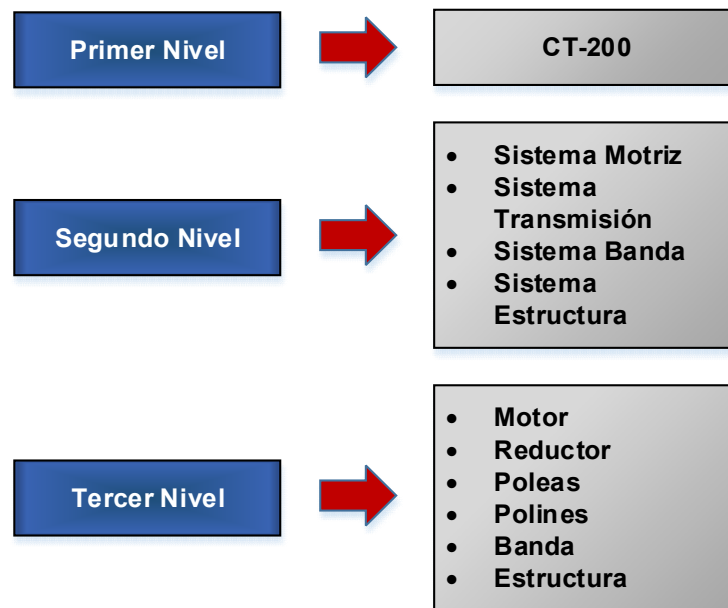 Primer Nivel
CT-200
Segundo Nivel
• Sistema Motriz
• Sistema
Transmisión
• Sistema Banda
• Sistema
Estructura
Tercer Nivel
• Motor
• Reductor
• Poleas
• Polines
• Banda
• Estructura